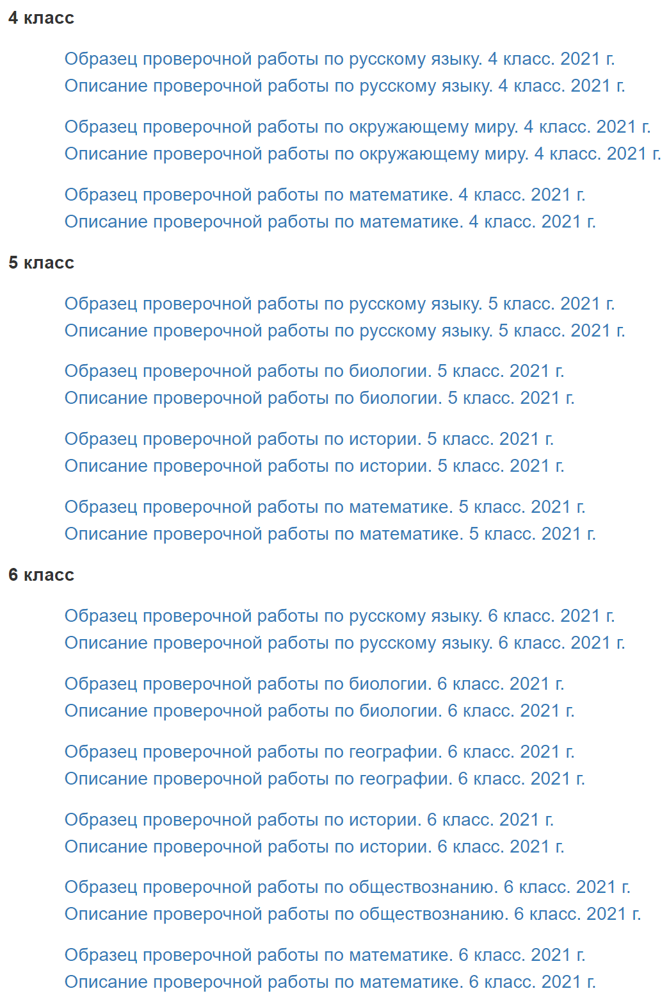 4 класс
Образец проверочной работы по русскому языку. 4 класс. 2021 г.
Описание проверочной работы по русскому языку. 4 класс. 2021 г.
Образец проверочной работы по окружающему миру. 4 класс. 2021 г.
Описание проверочной работы по окружающему миру. 4 класс. 2021 г.
Образец проверочной работы по математике. 4 класс. 2021 г.
Описание проверочной работы по математике. 4 класс. 2021 г.
5 класс
Образец проверочной работы по русскому языку. 5 класс. 2021 г.
Описание проверочной работы по русскому языку. 5 класс. 2021 г.
Образец проверочной работы по биологии. 5 класс. 2021 г.
Описание проверочной работы по биологии. 5 класс. 2021 г.
Образец проверочной работы по истории. 5 класс. 2021 г.
Описание проверочной работы по истории. 5 класс. 2021 г.
Образец проверочной работы по математике. 5 класс. 2021 г.
Описание проверочной работы по математике. 5 класс. 2021 г.
6 класс
Образец проверочной работы по русскому языку. 6 класс. 2021 г.
Описание проверочной работы по русскому языку. 6 класс. 2021 г.
Образец проверочной работы по биологии. 6 класс. 2021 г.
Описание проверочной работы по биологии. 6 класс. 2021 г.
Образец проверочной работы по географии. 6 класс. 2021 г.
Описание проверочной работы по географии. 6 класс. 2021 г.
Образец проверочной работы по истории. 6 класс. 2021 г.
Описание проверочной работы по истории. 6 класс. 2021 г.
Образец проверочной работы по обществознанию. 6 класс. 2021 г.
Описание проверочной работы по обществознанию. 6 класс. 2021 г.
Образец проверочной работы по математике. 6 класс. 2021 г.
Описание проверочной работы по математике. 6 класс. 2021 г.